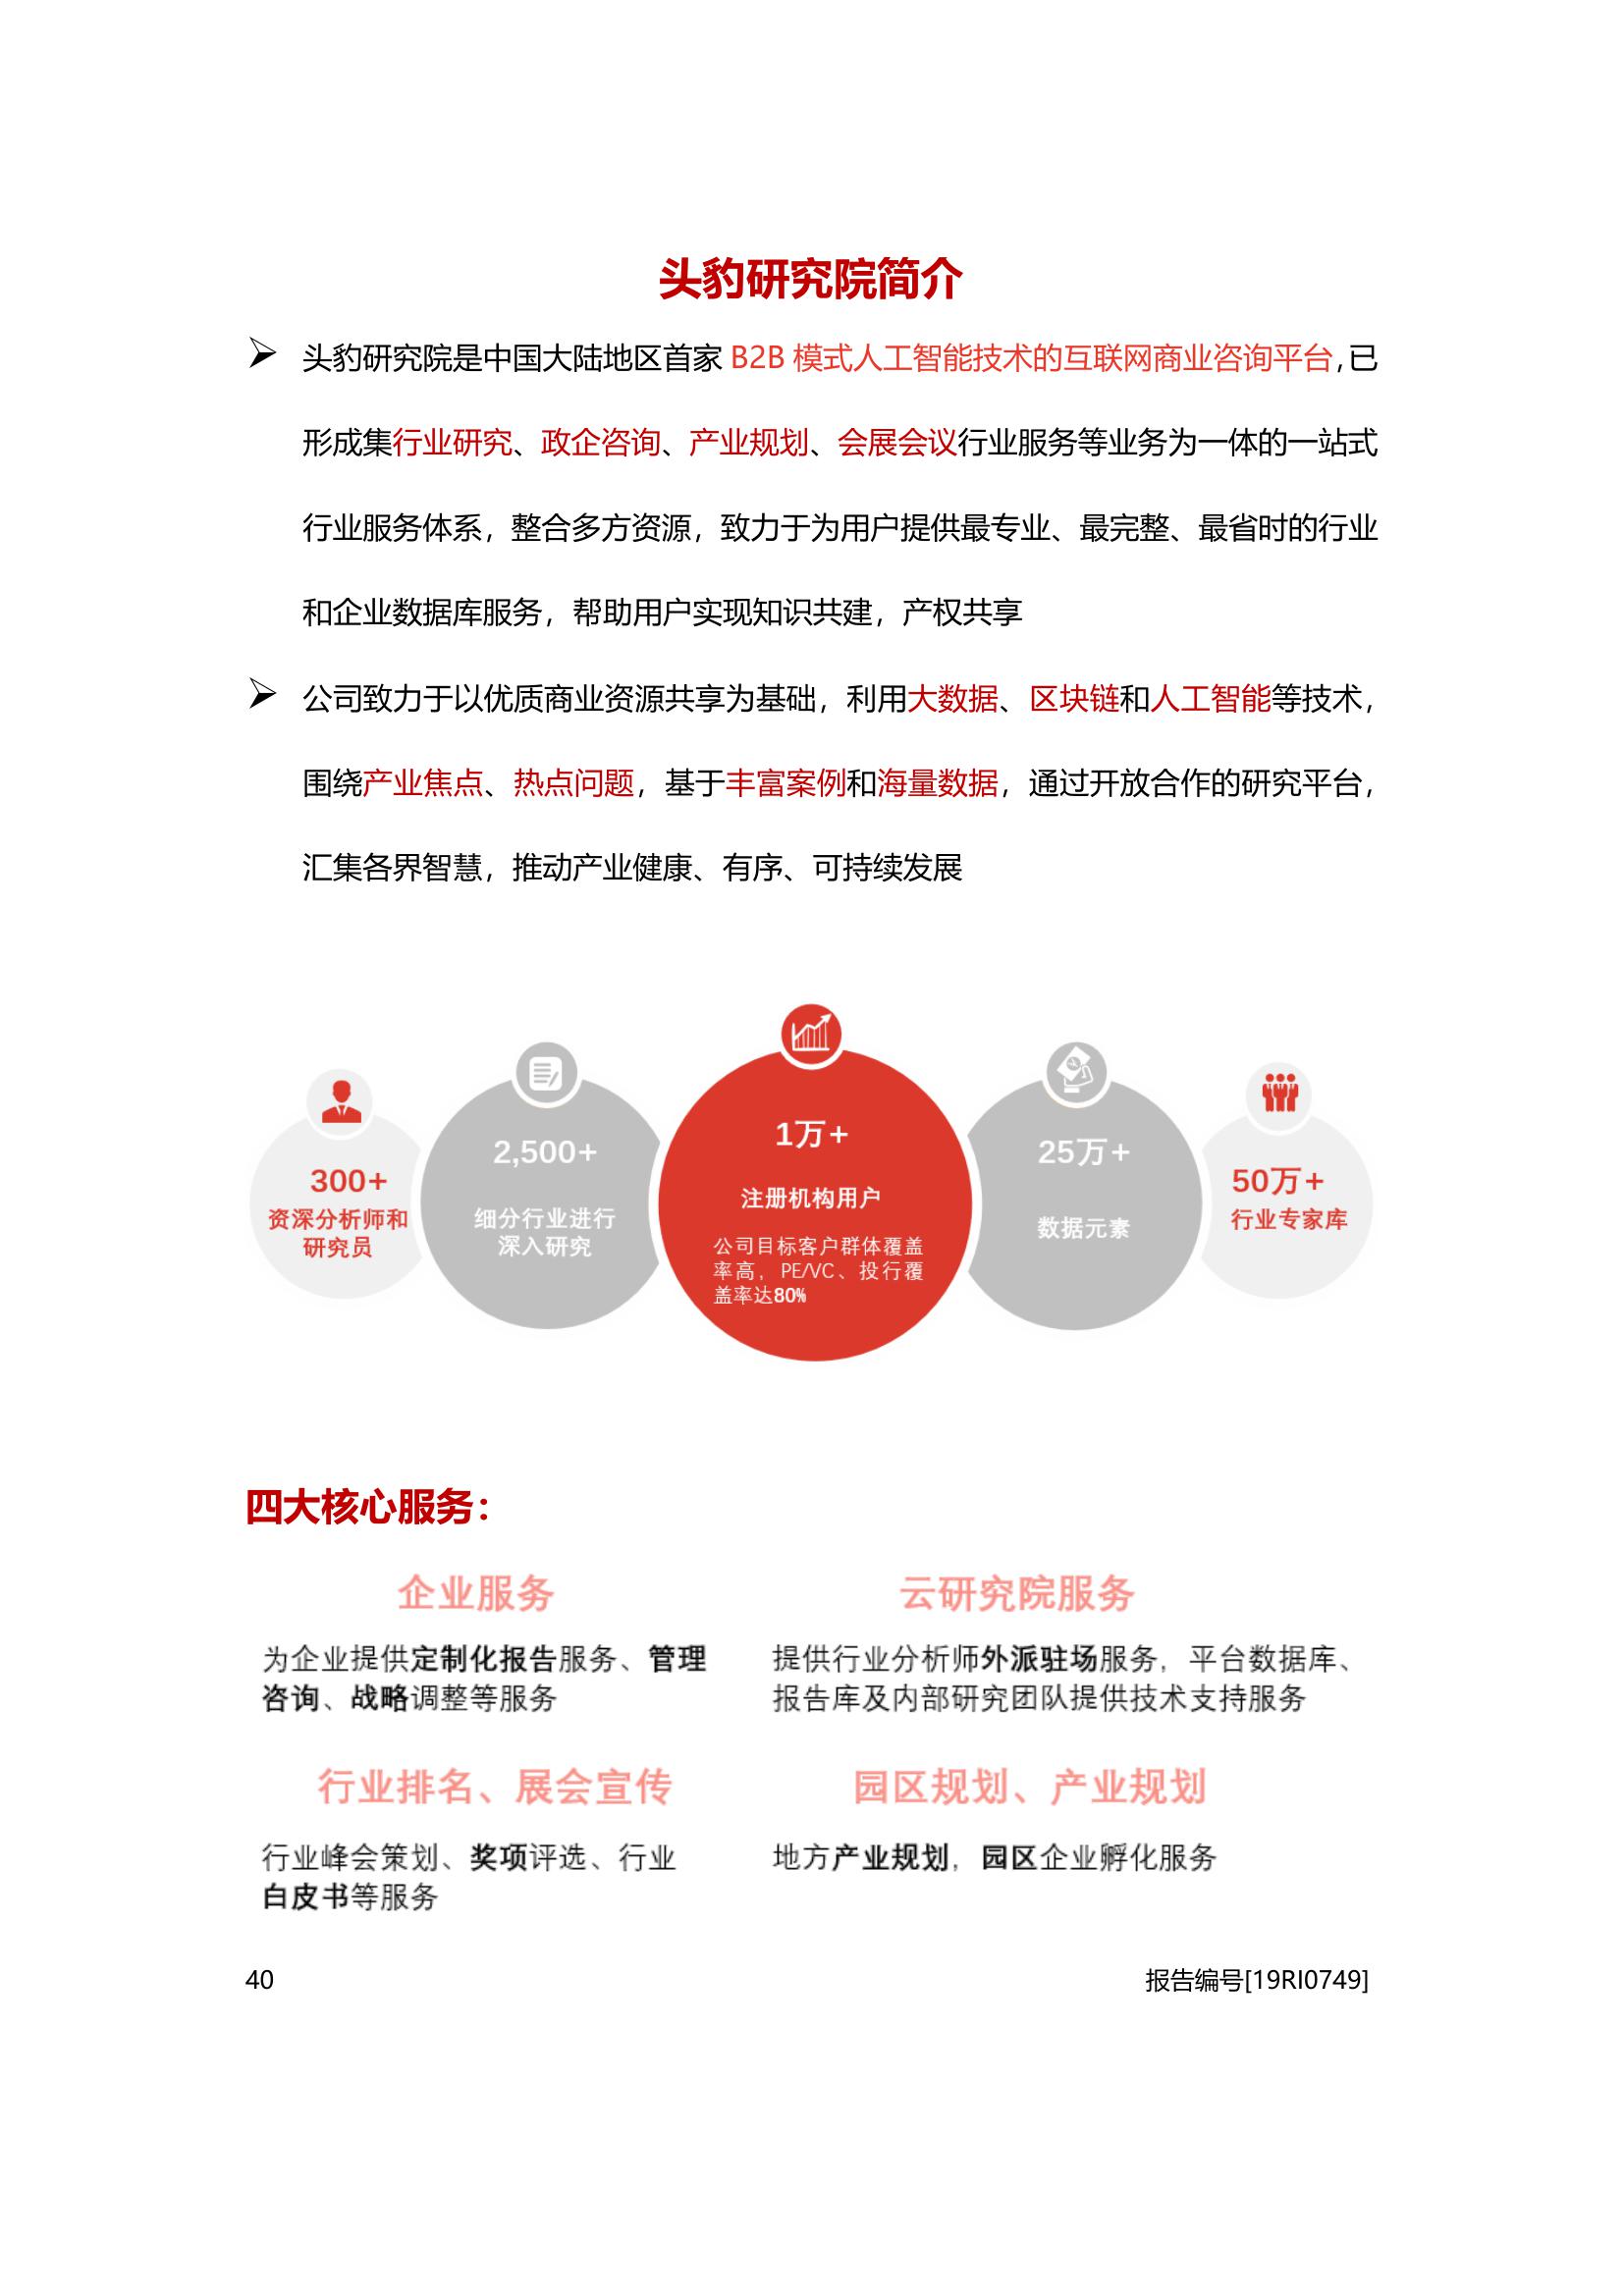 头豹研究院简介
➢ 头豹研究院是中国大陆地区首家 B2B 模式人工智能技术的互联网商业咨询平台，已
形成集行业研究、政企咨询、产业规划、会展会议行业服务等业务为一体的一站式
行业服务体系，整合多方资源，致力于为用户提供最专业、最完整、最省时的行业
和企业数据库服务，帮助用户实现知识共建，产权共享
➢ 公司致力于以优质商业资源共享为基础，利用大数据、区块链和人工智能等技术，
围绕产业焦点、热点问题，基于丰富案例和海量数据，通过开放合作的研究平台，
汇集各界智慧，推动产业健康、有序、可持续发展
300+
资深分析师和
研究员
2,500+
细分行业进行
深入研究
1万+
注册机构用户
公司目标客户群体覆盖
率高，PE/VC、投行覆
盖率达80%
25万+
数据元素
50万+
行业专家库
四大核心服务：
企业服务
为企业提供定制化报告服务、管理
咨询、战略调整等服务
云研究院服务
提供行业分析师外派驻场服务，平台数据库、
报告库及内部研究团队提供技术支持服务
行业排名、展会宣传
行业峰会策划、奖项评选、行业
白皮书等服务
园区规划、产业规划
地方产业规划，园区企业孵化服务
40
报告编号[19RI0749]